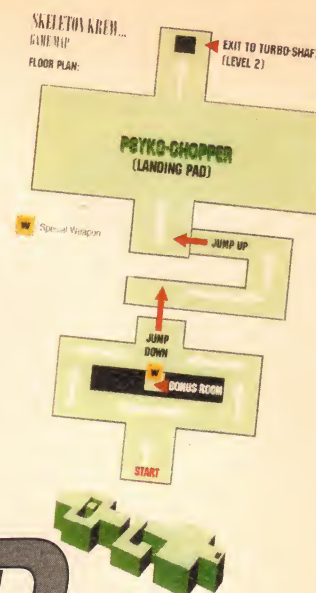 SKELETON KREW...
GAME MAP
FLOOR PLAN:
EXIT TO TURBO-SHAF
(LEVEL 2)
PSYKO-CHOPPER
(LANDING PAD)
W Special Weapon
JUMP UP
JUMP
DOWN
W
BONUS ROOM
START